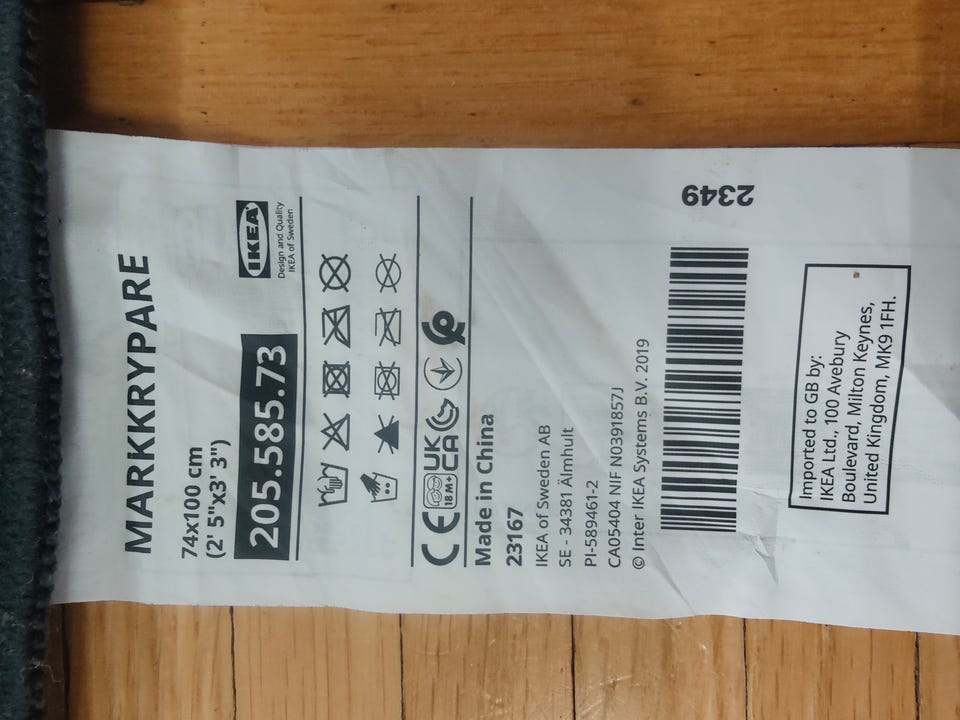 MARKKRYPARE
74x100 cm
(2' 5"x3' 3")
205.585.73
IKEA
Design and Quality
IKEA of Sweden
CE
18 M+
UK
CA
Made in China
23167
IKEA of Sweden AB
SE - 34381 Älmhult
PI-589461-2
CA05404 NIF N0391857J
© Inter IKEA Systems B.V. 2019
2349
Imported to GB by:
IKEA Ltd., 100 Avebury
Boulevard, Milton Keynes,
United Kingdom, MK9 1FH.